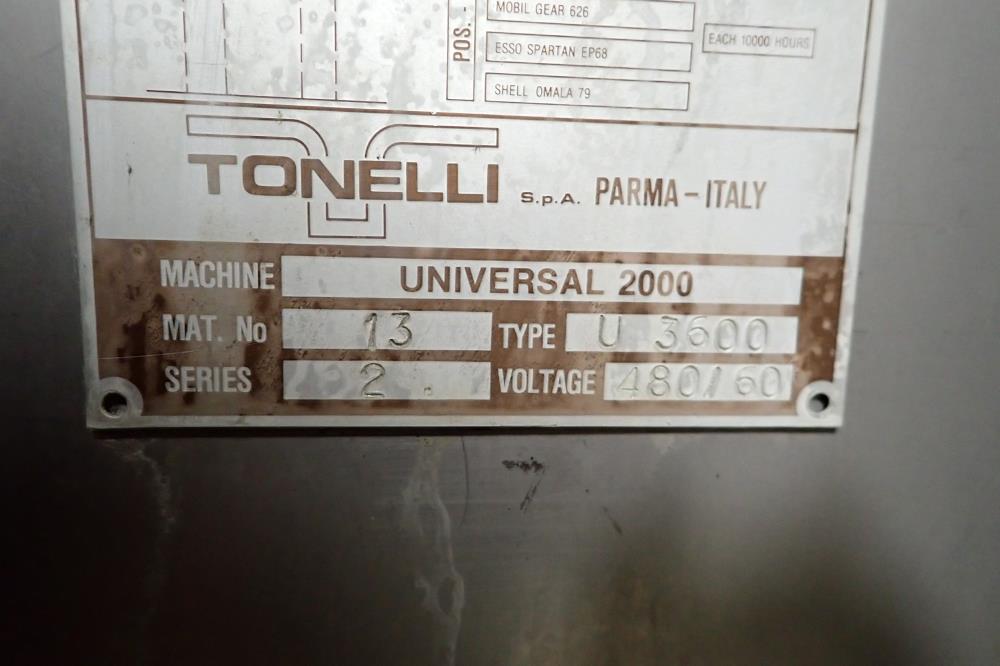 POS.
MOBIL GEAR 626
ESSO SPARTAN EP68
EACH 10000 HOURS
SHELL OMALA 79
TONELLI S.p.A. PARMA-ITALY
MACHINE UNIVERSAL 2000
MAT. No 13 TYPE U 3600
SERIES 2. VOLTAGE 480/60